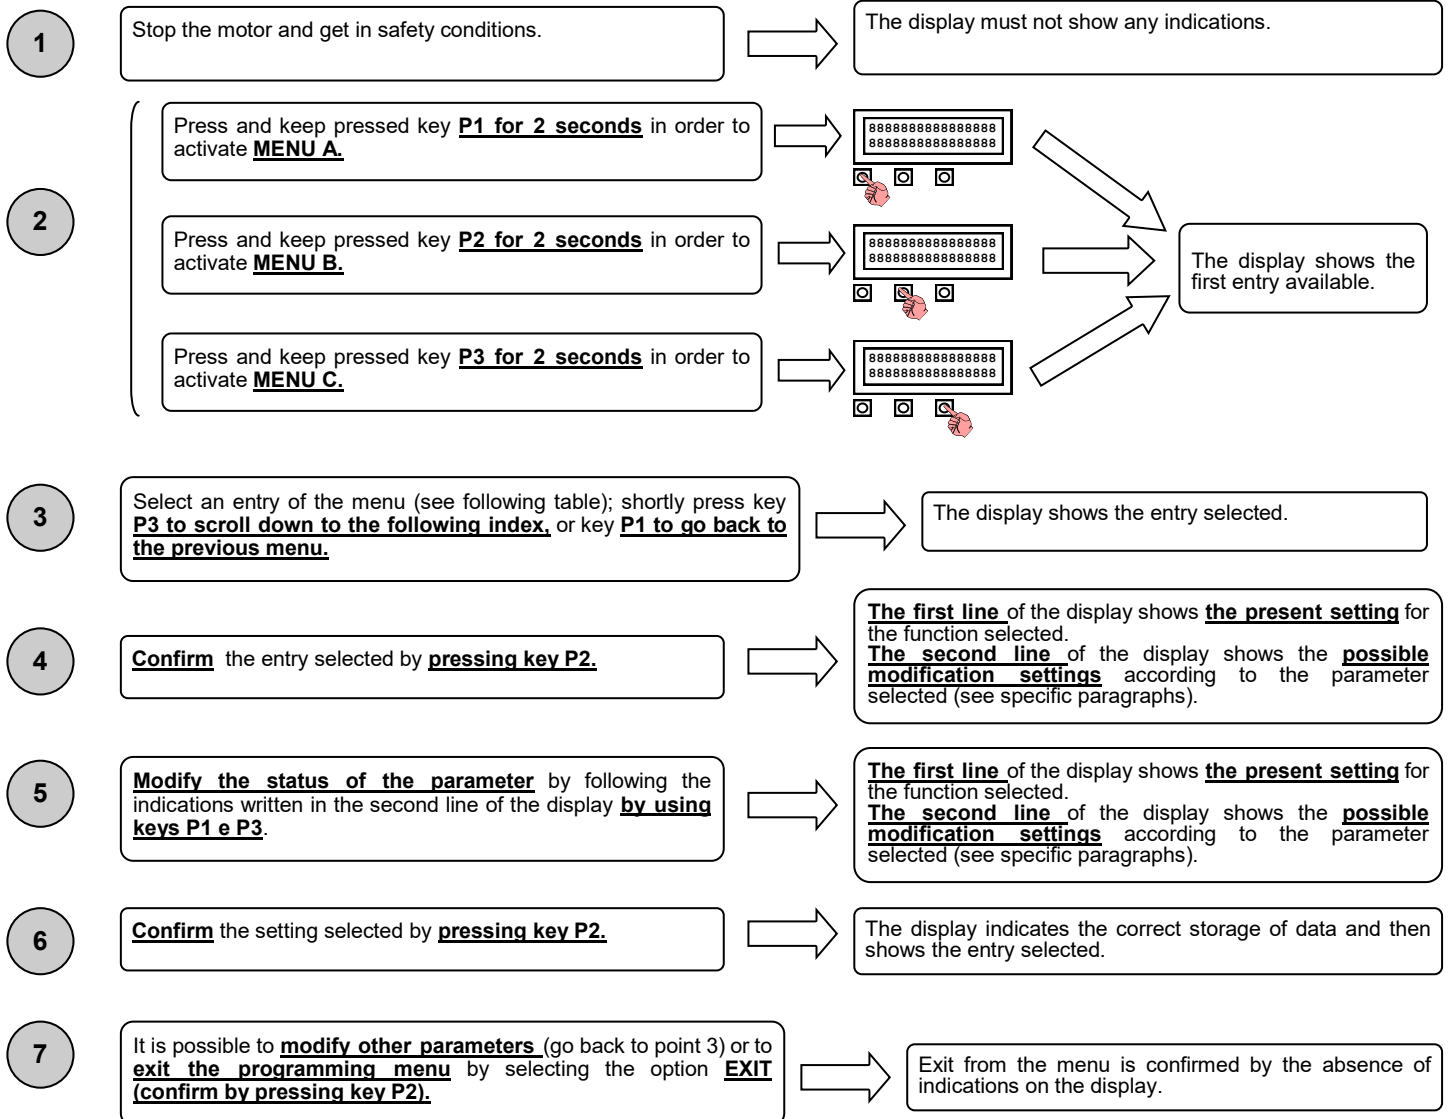 1
Stop the motor and get in safety conditions.
The display must not show any indications.
2
Press and keep pressed key P1 for 2 seconds in order to
activate MENU A.
8888888888888888
8888888888888888
Press and keep pressed key P2 for 2 seconds in order to
activate MENU B.
8888888888888888
8888888888888888
Press and keep pressed key P3 for 2 seconds in order to
activate MENU C.
8888888888888888
8888888888888888
The display shows the
first entry available.
3
Select an entry of the menu (see following table); shortly press key
P3 to scroll down to the following index, or key P1 to go back to
the previous menu.
The display shows the entry selected.
4
Confirm the entry selected by pressing key P2.
The first line of the display shows the present setting for
the function selected.
The second line of the display shows the possible
modification settings according to the parameter
selected (see specific paragraphs).
5
Modify the status of the parameter by following the
indications written in the second line of the display by using
keys P1 e P3.
The first line of the display shows the present setting for
the function selected.
The second line of the display shows the possible
modification settings according to the parameter
selected (see specific paragraphs).
6
Confirm the setting selected by pressing key P2.
The display indicates the correct storage of data and then
shows the entry selected.
7
It is possible to modify other parameters (go back to point 3) or to
exit the programming menu by selecting the option EXIT
(confirm by pressing key P2).
Exit from the menu is confirmed by the absence of
indications on the display.